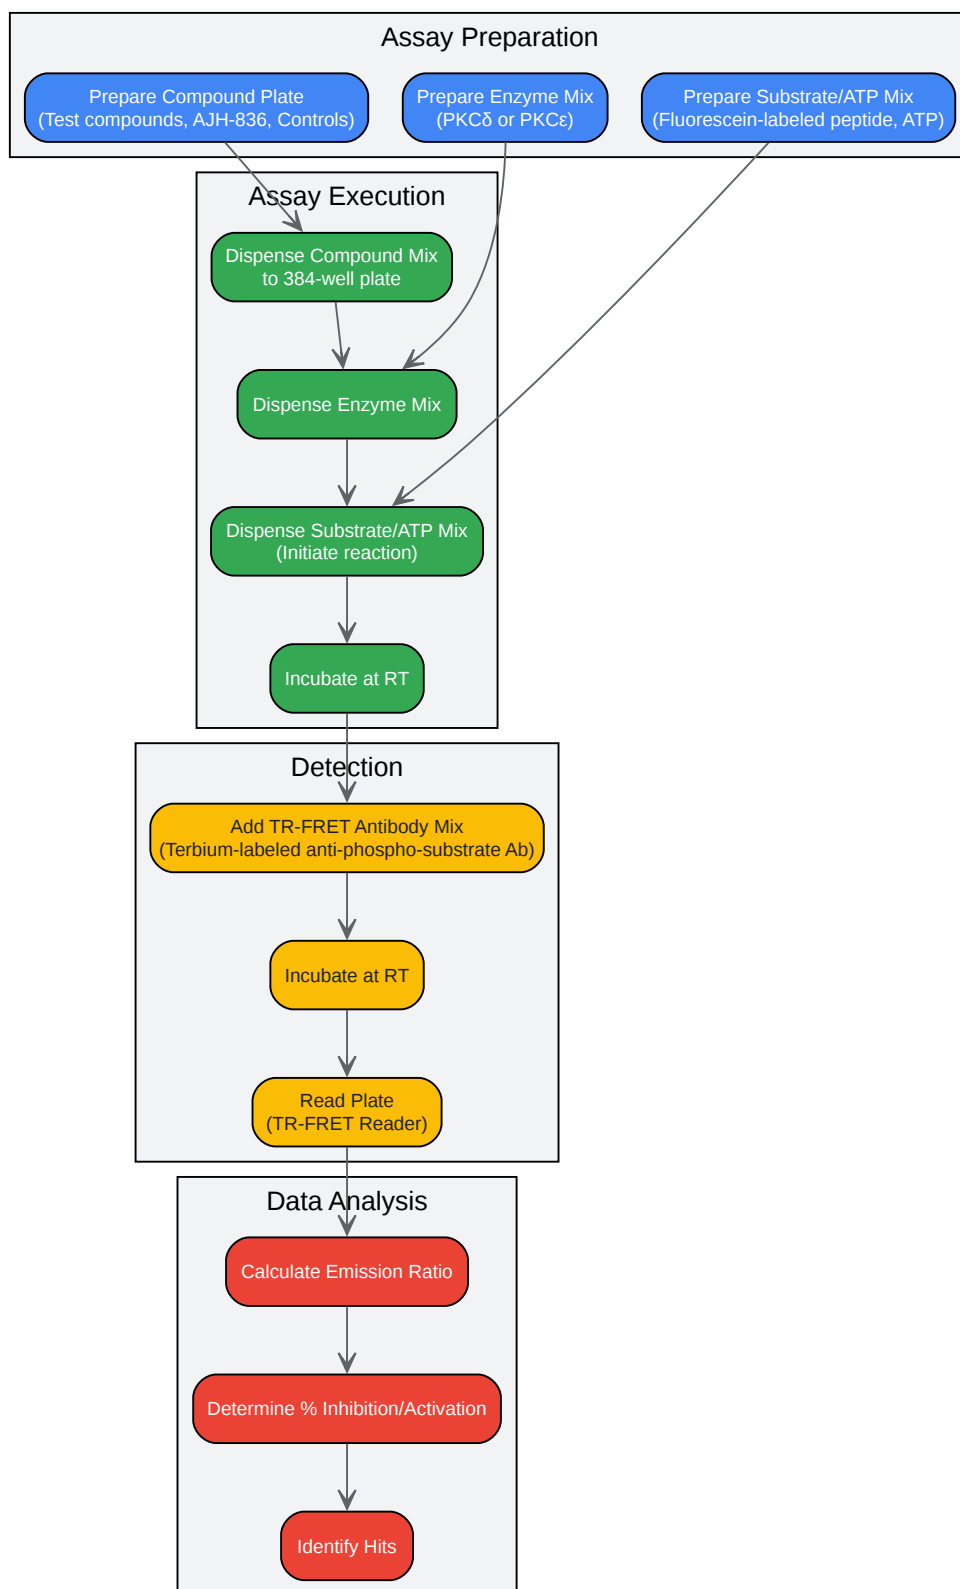 Assay Preparation
Prepare Compound Plate
(Test compounds, AJH-836, Controls)
Prepare Enzyme Mix
(PKCδ or PKCε)
Prepare Substrate/ATP Mix
(Fluorescein-labeled peptide, ATP)
Assay Execution
Dispense Compound Mix
to 384-well plate
Dispense Enzyme Mix
Dispense Substrate/ATP Mix
(Initiate reaction)
Incubate at RT
Detection
Add TR-FRET Antibody Mix
(Terbium-labeled anti-phospho-substrate Ab)
Incubate at RT
Read Plate
(TR-FRET Reader)
Data Analysis
Calculate Emission Ratio
Determine % Inhibition/Activation
Identify Hits